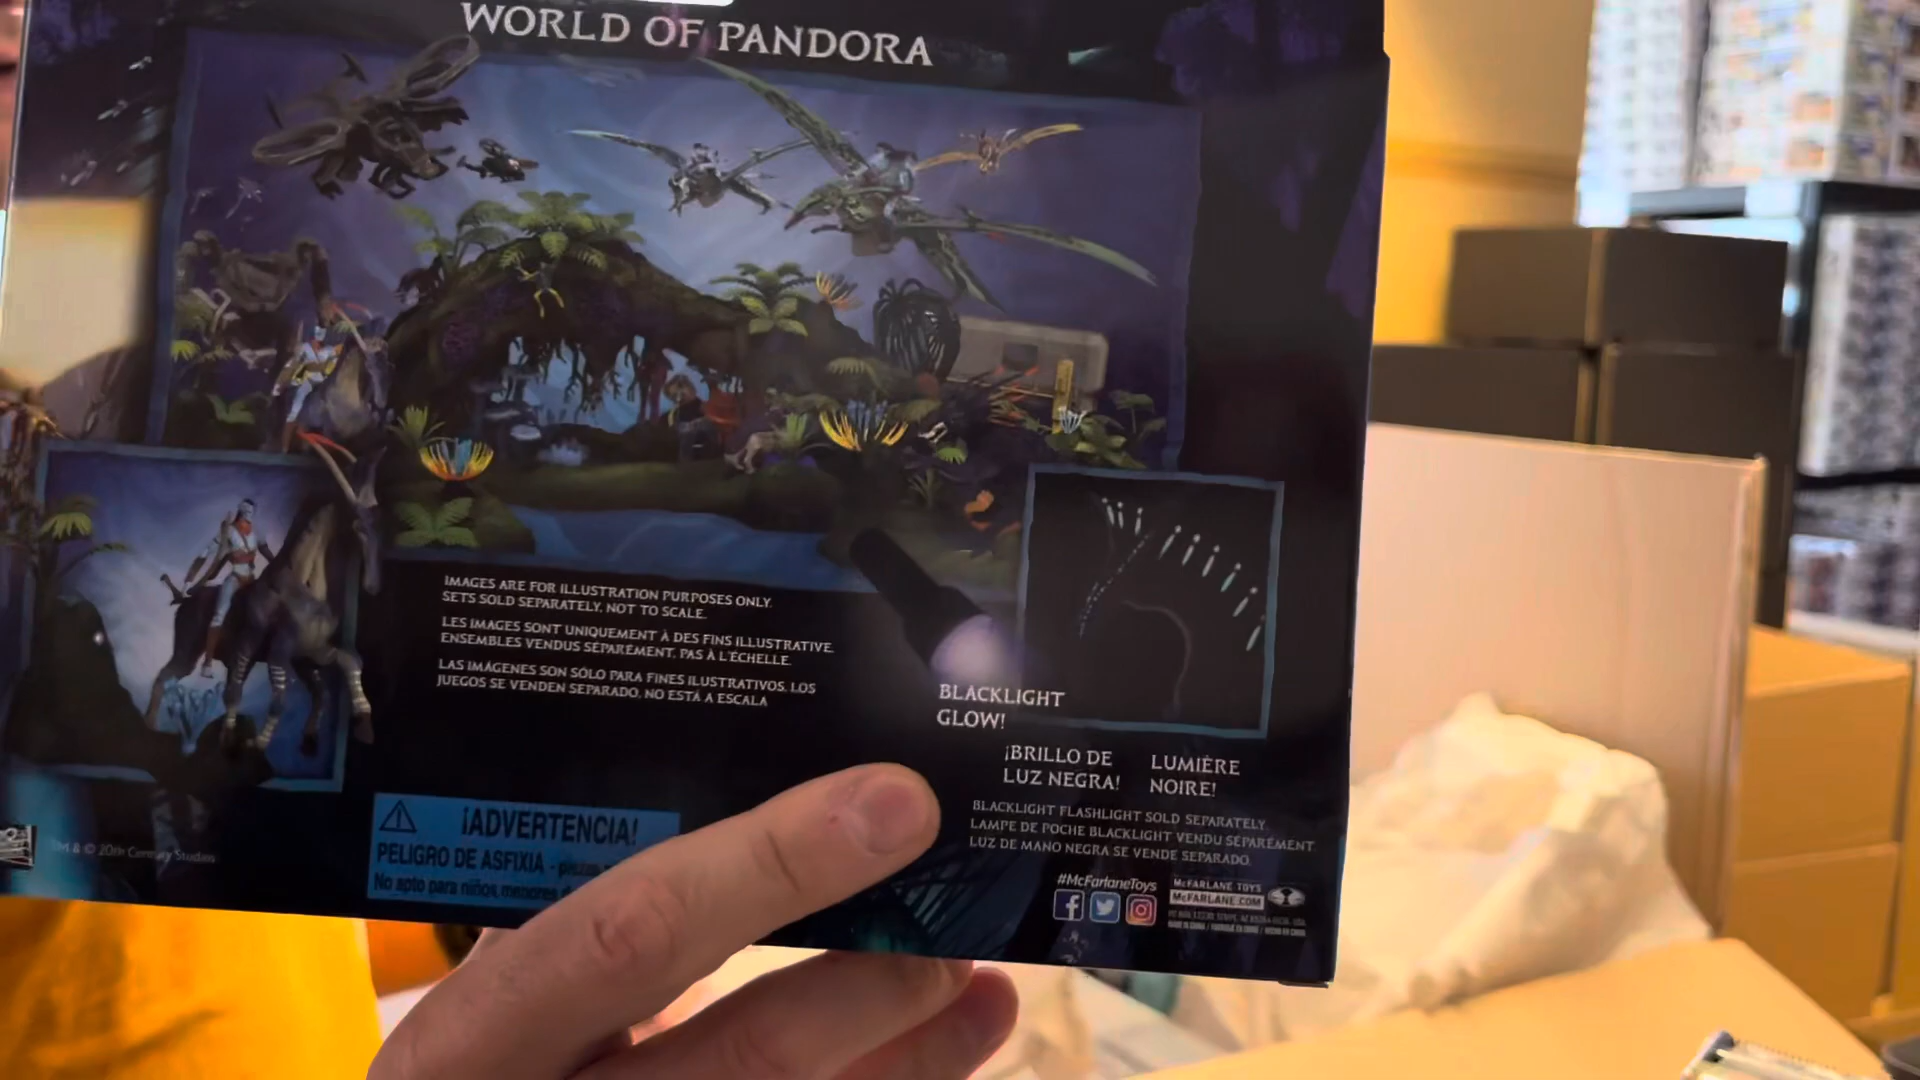 WORLD OF PANDORA
IMAGES ARE FOR ILLUSTRATION PURPOSES ONLY.
SETS SOLD SEPARATELY, NOT TO SCALE.
LES IMAGES SONT UNIQUEMENT À DES FINS ILLUSTRATIVE.
ENSEMBLES VENDUS SÉPARÉMENT, PAS À L'ÉCHELLE.
LAS IMÁGENES SON SÓLO PARA FINES ILUSTRATIVOS. LOS
JUEGOS SE VENDEN SEPARADO, NO ESTÁ A ESCALA
BLACKLIGHT
GLOW!
¡BRILLO DE
LUZ NEGRA!
LUMIÈRE
NOIRE!
BLACKLIGHT FLASHLIGHT SOLD SEPARATELY.
LAMPE DE POCHE BLACKLIGHT VENDU SÉPARÉMENT.
LUZ DE MANO NEGRA SE VENDE SEPARADO.
¡ADVERTENCIA!
PELIGRO DE ASFIXIA -
No apto para niños menores
TM & © 20th Century Studios
#McFarlaneToys
McFARLANE TOYS
McFARLANE.COM